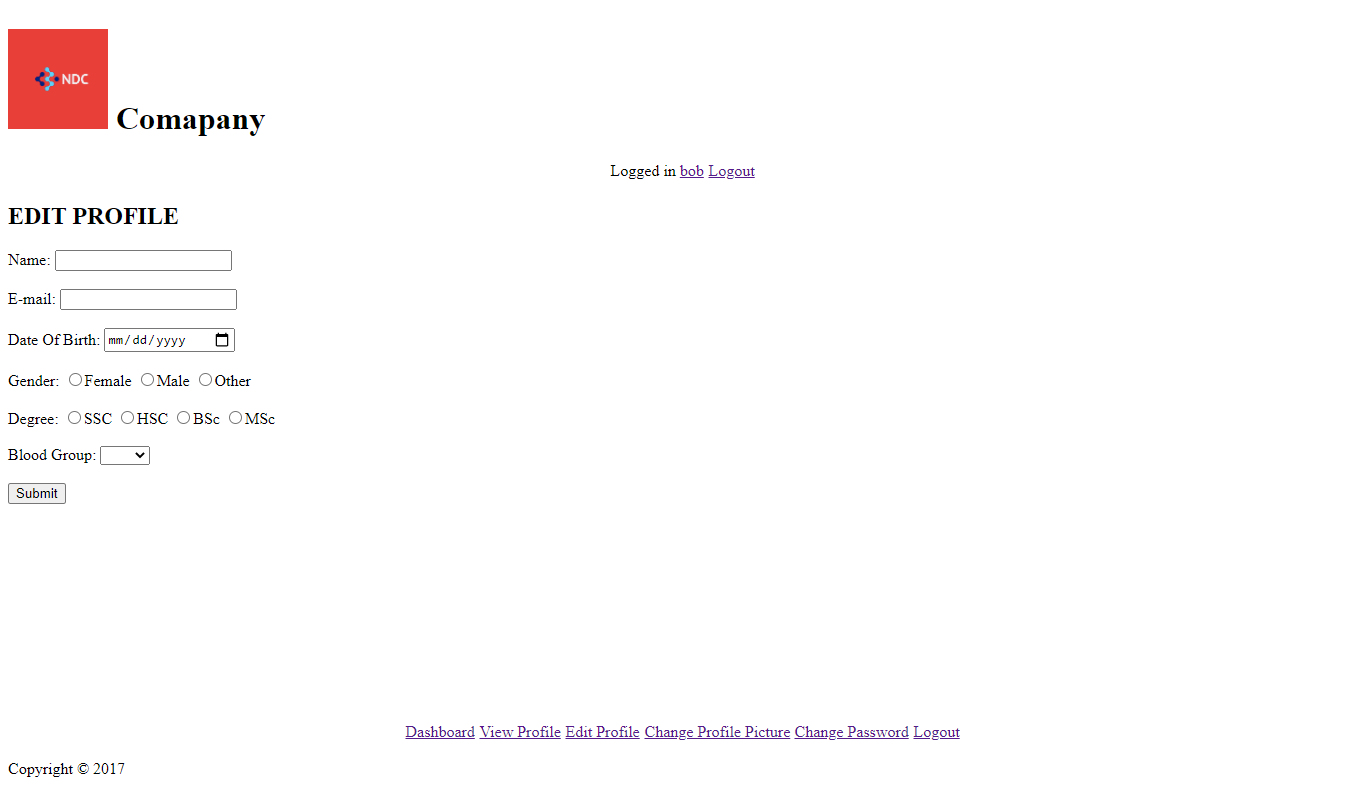 NDC
Comapany
Logged in bob Logout
EDIT PROFILE
Name:
E-mail:
Date Of Birth: mm/dd/yyyy
Gender: Female Male Other
Degree: SSC HSC BSc MSc
Blood Group:
Submit
Dashboard View Profile Edit Profile Change Profile Picture Change Password Logout
Copyright © 2017